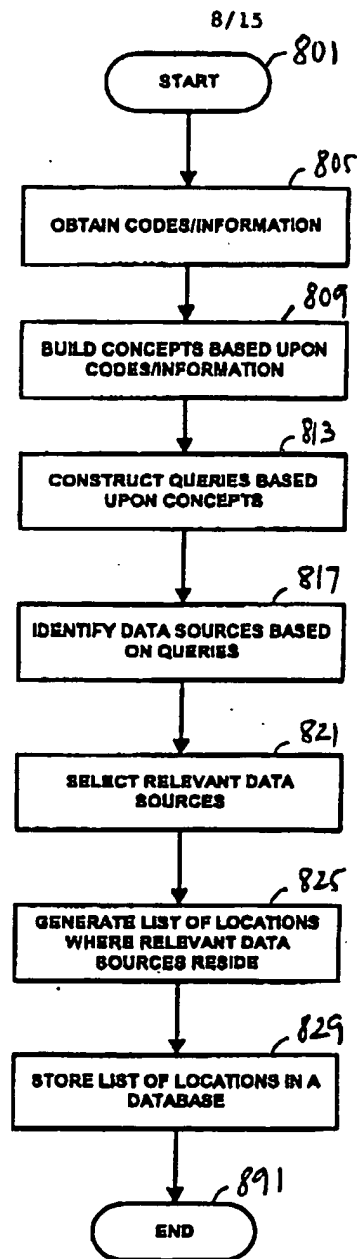 8/15
801
START
805
OBTAIN CODES/INFORMATION
809
BUILD CONCEPTS BASED UPON
CODES/INFORMATION
813
CONSTRUCT QUERIES BASED
UPON CONCEPTS
817
IDENTIFY DATA SOURCES BASED
ON QUERIES
821
SELECT RELEVANT DATA
SOURCES
825
GENERATE LIST OF LOCATIONS
WHERE RELEVANT DATA
SOURCES RESIDE
829
STORE LIST OF LOCATIONS IN A
DATABASE
891
END